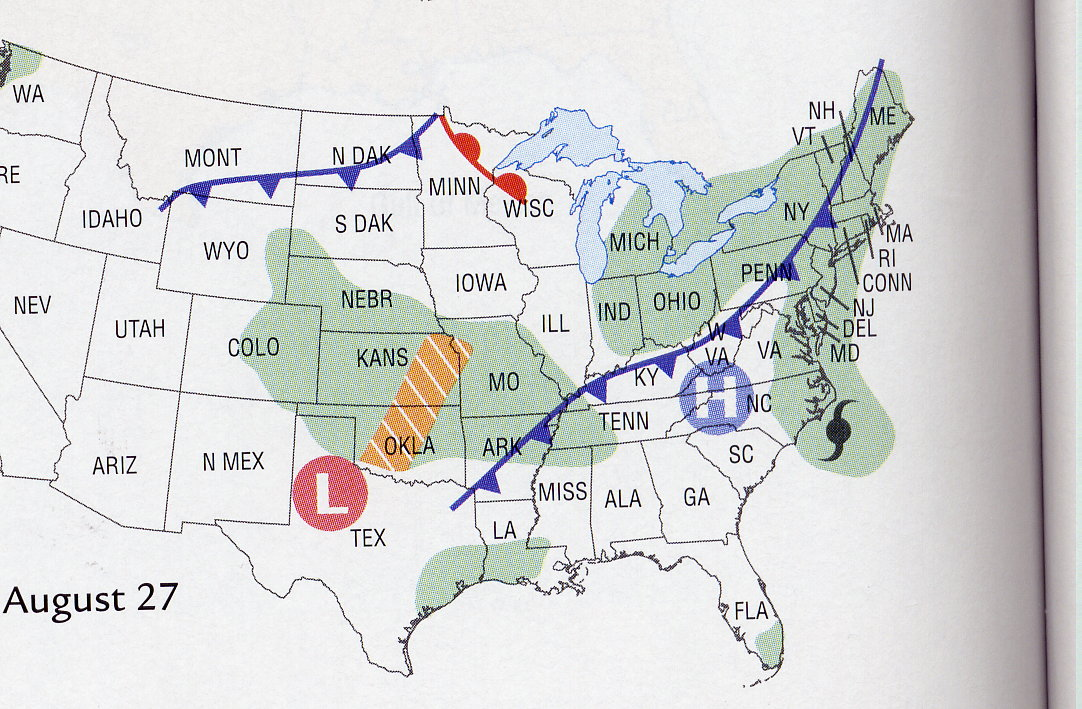 WA
NH
ME
VT
MONT
N DAK
RE
MINN
WISC
IDAHO
S DAK
NY
WYO
MICH
MA
RI
PENN
CONN
IOWA
NEBR
OHIO
NEV
IND
NJ
UTAH
ILL
DEL
W
VA
COLO
KANS
VA
MD
KY
MO
H
NC
TENN
OKLA
ARK
SC
ARIZ
N MEX
L
MISS
ALA
GA
LA
TEX
August 27
FLA